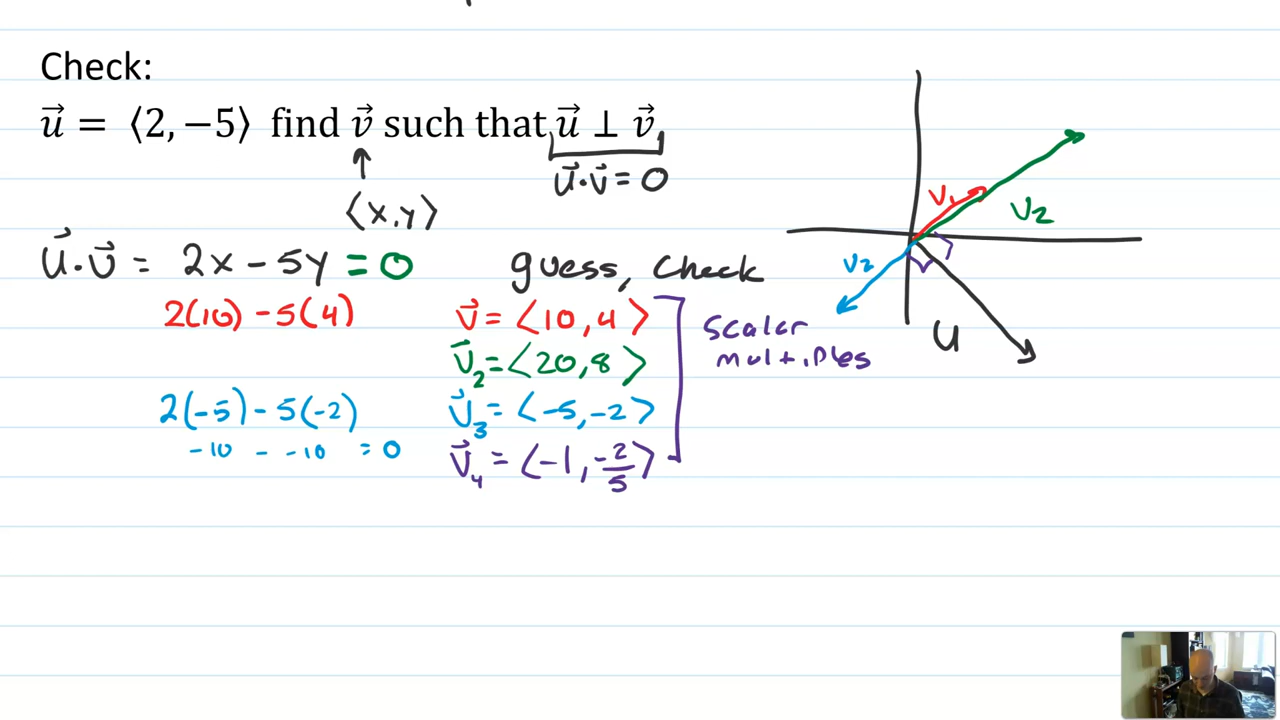 Check:
u⃗ = ⟨2, −5⟩ find v⃗ such that u⃗ ⊥ v⃗
u⃗·v⃗ = 0
⟨x,y⟩
u⃗·v⃗ = 2x − 5y = 0
guess, check
2(10) − 5(4)
v⃗ = ⟨10, 4⟩
v⃗₂ = ⟨20, 8⟩
2(−5) − 5(−2)
v⃗₃ = ⟨−5, −2⟩
−10 − −10 = 0
v⃗₄ = ⟨−1, −2/5⟩
scalar
multiples
v₁
v₂
v₂
u